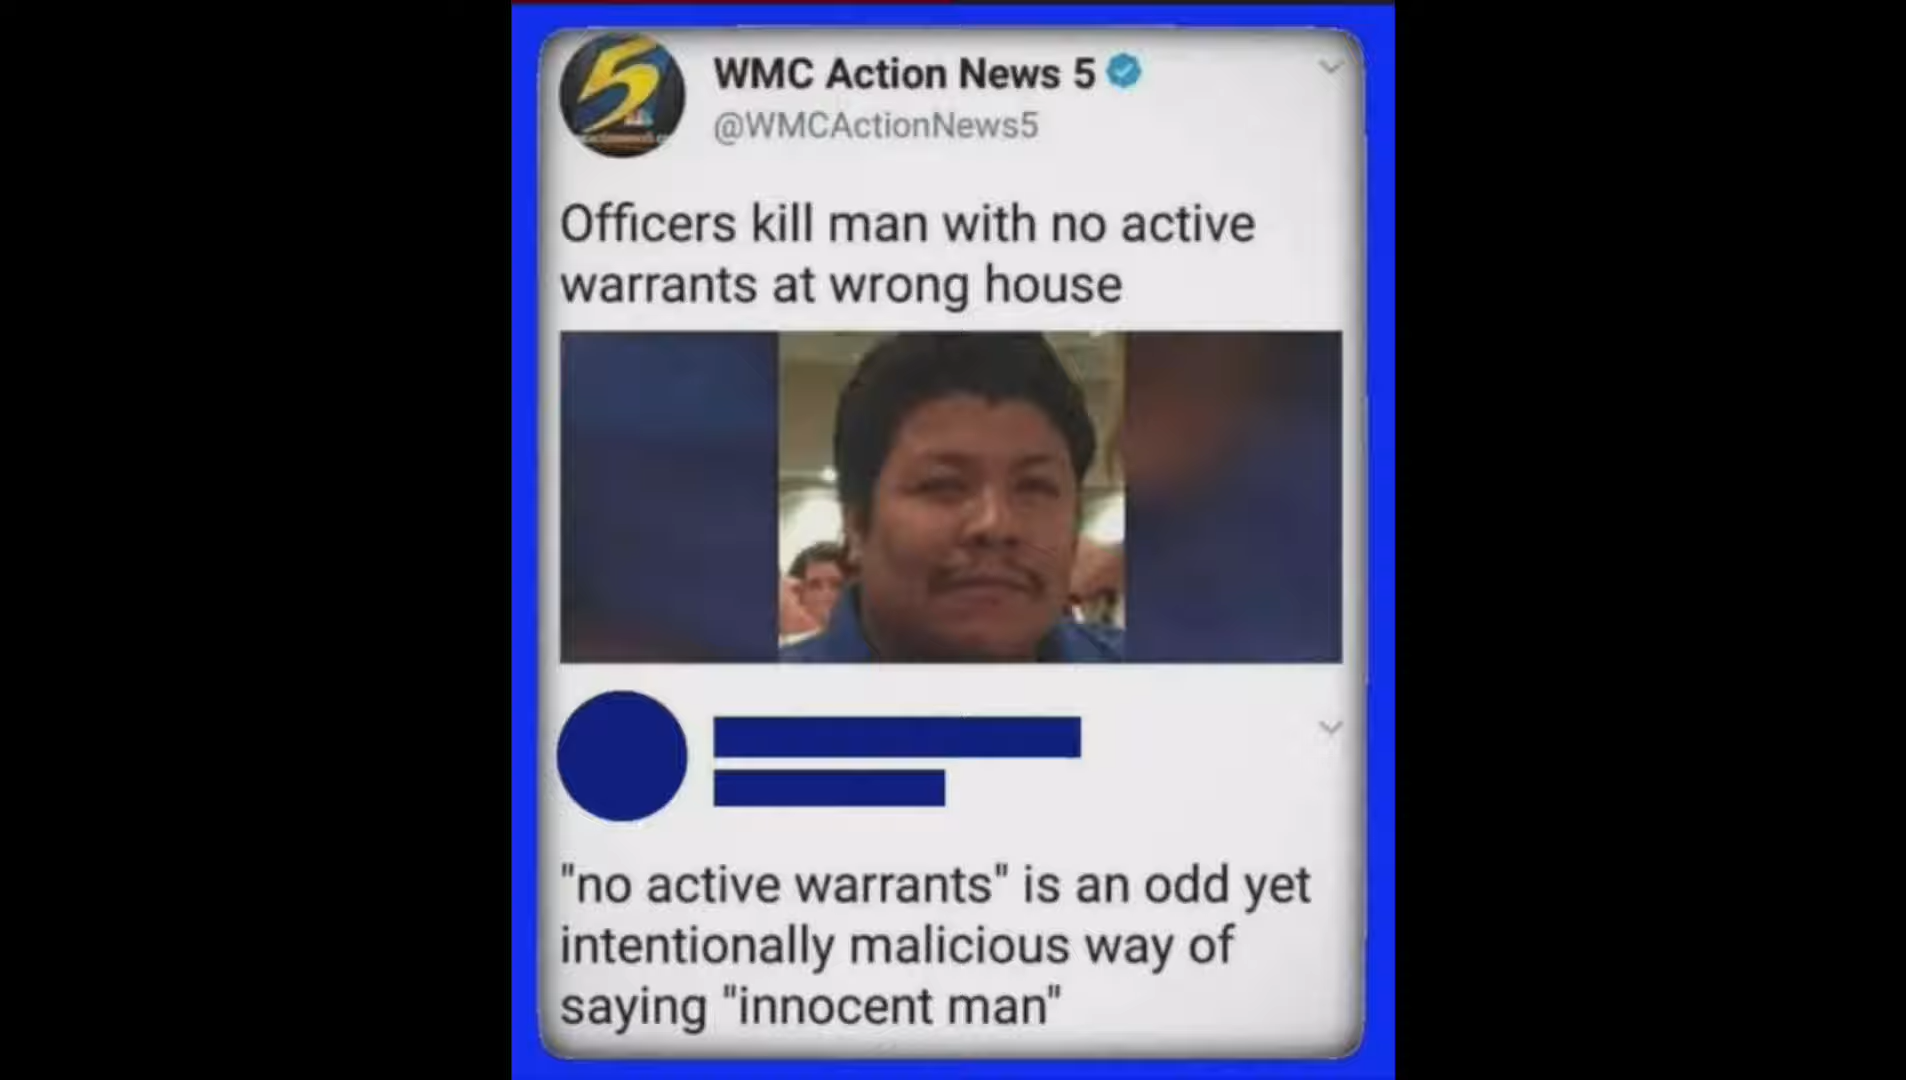 WMC Action News 5
@WMCActionNews5
Officers kill man with no active
warrants at wrong house
5
"no active warrants" is an odd yet
intentionally malicious way of
saying "innocent man"